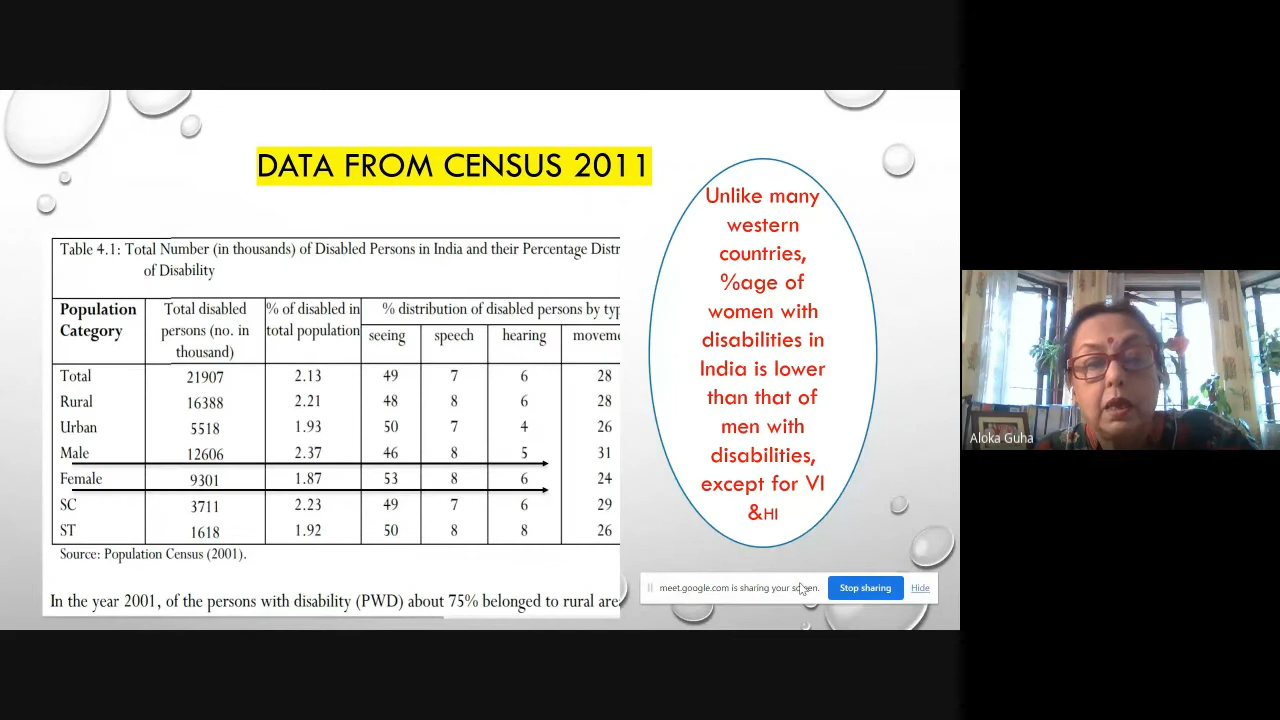 DATA FROM CENSUS 2011
Table 4.1: Total Number (in thousands) of Disabled Persons in India and their Percentage Distr
of Disability
Population Category Total disabled persons (no. in thousand) % of disabled in total population % distribution of disabled persons by typ
seeing speech hearing moveme
Total 21907 2.13 49 7 6 28
Rural 16388 2.21 48 8 6 28
Urban 5518 1.93 50 7 4 26
Male 12606 2.37 46 8 5 31
Female 9301 1.87 53 8 6 24
SC 3711 2.23 49 7 6 29
ST 1618 1.92 50 8 8 26
Source: Population Census (2001).
In the year 2001, of the persons with disability (PWD) about 75% belonged to rural are
Unlike many
western
countries,
%age of
women with
disabilities in
India is lower
than that of
men with
disabilities,
except for VI
&HI
meet.google.com is sharing your screen.
Stop sharing
Hide
Aloka Guha